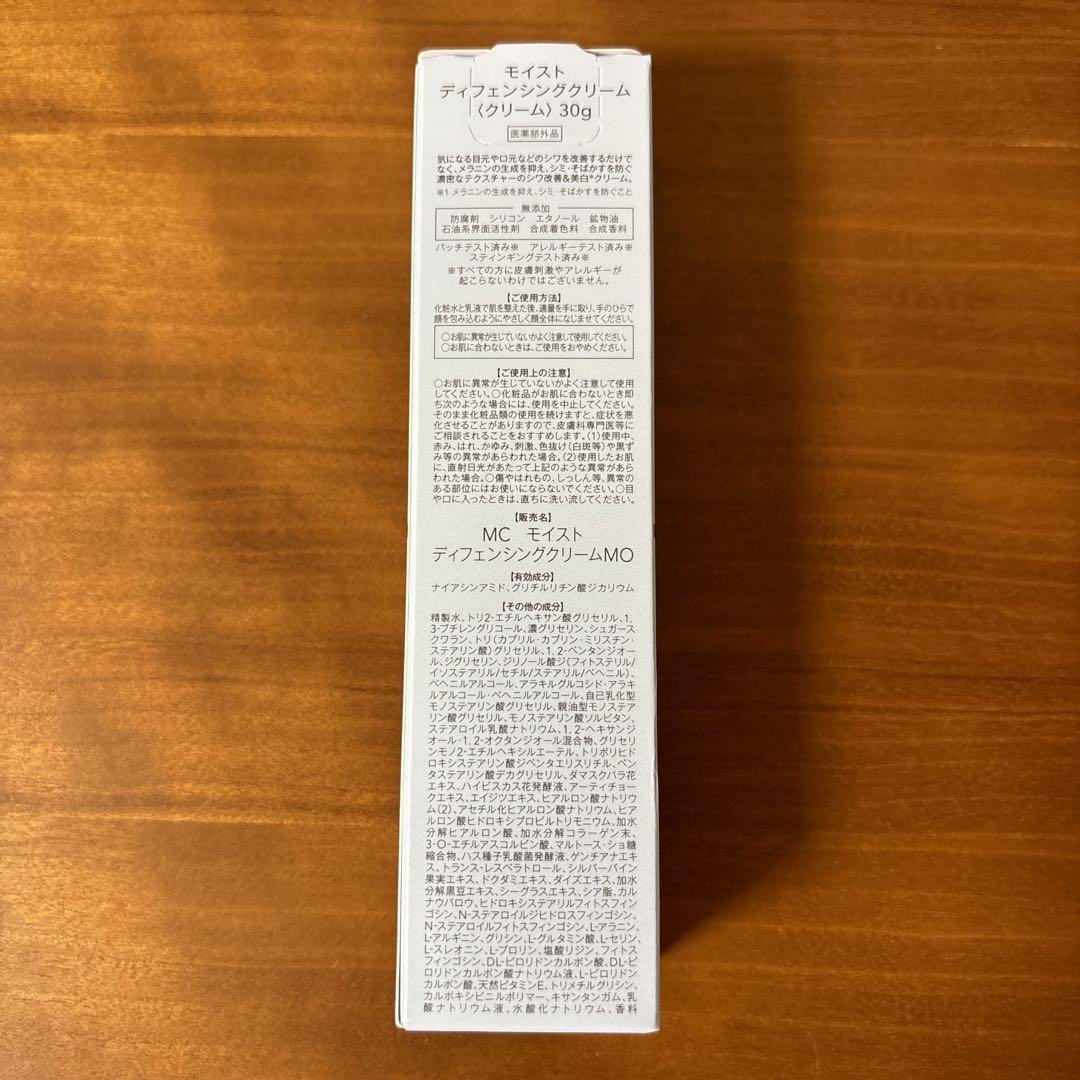 モイスト
ディフェンシングクリーム
〈クリーム〉30g
医薬部外品
気になる目元や口元などのシワを改善するだけで
なく、メラニンの生成を抑え、シミ・そばかすを防ぐ
濃密なテクスチャーのシワ改善&美白※クリーム。
※1 メラニンの生成を抑え、シミ・そばかすを防ぐこと
無添加
防腐剤 シリコン エタノール 鉱物油
石油系界面活性剤 合成着色料 合成香料
パッチテスト済み※ アレルギーテスト済み※
スティンギングテスト済み※
※すべての方に皮膚刺激やアレルギーが
起こらないわけではございません。
【ご使用方法】
化粧水と乳液で肌を整えた後、適量を手に取り、手のひらで
顔を包み込むようにやさしく顔全体になじませてください。
○お肌に異常が生じていないかよく注意して使用してください。
○お肌に合わないときは、ご使用をおやめください。
【ご使用上の注意】
○お肌に異常が生じていないかよく注意して使用
してください。○化粧品がお肌に合わないとき即
ち次のような場合には、使用を中止してください。
そのまま化粧品類の使用を続けますと、症状を悪
化させることがありますので、皮膚科専門医等に
ご相談されることをおすすめします。(1)使用中、
赤み、はれ、かゆみ、刺激、色抜け(白斑等)や黒ず
み等の異常があらわれた場合。(2)使用したお肌
に、直射日光があたって上記のような異常があら
われた場合。○傷やはれもの、しっしん等、異常の
ある部位にはお使いにならないでください。○目
や口に入ったときは、直ちに洗い流してください。
【販売名】
MC モイスト
ディフェンシングクリームMO
【有効成分】
ナイアシンアミド、グリチルリチン酸ジカリウム
【その他の成分】
精製水、トリ2-エチルヘキサン酸グリセリル、1,
3-ブチレングリコール、濃グリセリン、シュガース
クワラン、トリ(カプリル・カプリン・ミリスチン・
ステアリン酸)グリセリル、1,2-ペンタンジオー
ル、ジグリセリン、ジリノール酸ジ(フィトステリル/
イソステアリル/セチル/ステアリル/ベヘニル)、
ベヘニルアルコール、アラキルグルコシド・アラキ
ルアルコール・ベヘニルアルコール、自己乳化型
モノステアリン酸グリセリル、親油型モノステア
リン酸グリセリル、モノステアリン酸ソルビタン、
ステアロイル乳酸ナトリウム、1,2-ヘキサンジ
オール・1,2-オクタンジオール混合物、グリセリ
ンモノ2-エチルヘキシルエーテル、トリポリヒド
ロキシステアリン酸ジペンタエリスリチル、ペン
タステアリン酸デカグリセリル、ダマスクバラ花
エキス、ハイビスカス花発酵液、アーティチョー
クエキス、エイジツエキス、ヒアルロン酸ナトリウ
ム(2)、アセチル化ヒアルロン酸ナトリウム、ヒア
ルロン酸ヒドロキシプロピルトリモニウム、加水
分解ヒアルロン酸、加水分解コラーゲン末、
3-O-エチルアスコルビン酸、マルトース・ショ糖
縮合物、ハス種子乳酸菌発酵液、ゲンチアナエキ
ス、トランス-レスベラトロール、シルバーバイン
果実エキス、ドクダミエキス、ダイズエキス、加水
分解黒豆エキス、シーグラスエキス、シア脂、カル
ナウバロウ、ヒドロキシステアリルフィトスフィン
ゴシン、N-ステアロイルジヒドロスフィンゴシン、
N-ステアロイルフィトスフィンゴシン、L-アラニン、
L-アルギニン、グリシン、L-グルタミン酸、L-セリン、
L-スレオニン、L-プロリン、塩酸リジン、フィトス
フィンゴシン、DL-ピロリドンカルボン酸、DL-ピ
ロリドンカルボン酸ナトリウム液、L-ピロリドン
カルボン酸、天然ビタミンE、トリメチルグリシン、
カルボキシビニルポリマー、キサンタンガム、乳
酸ナトリウム液、水酸化ナトリウム、香料